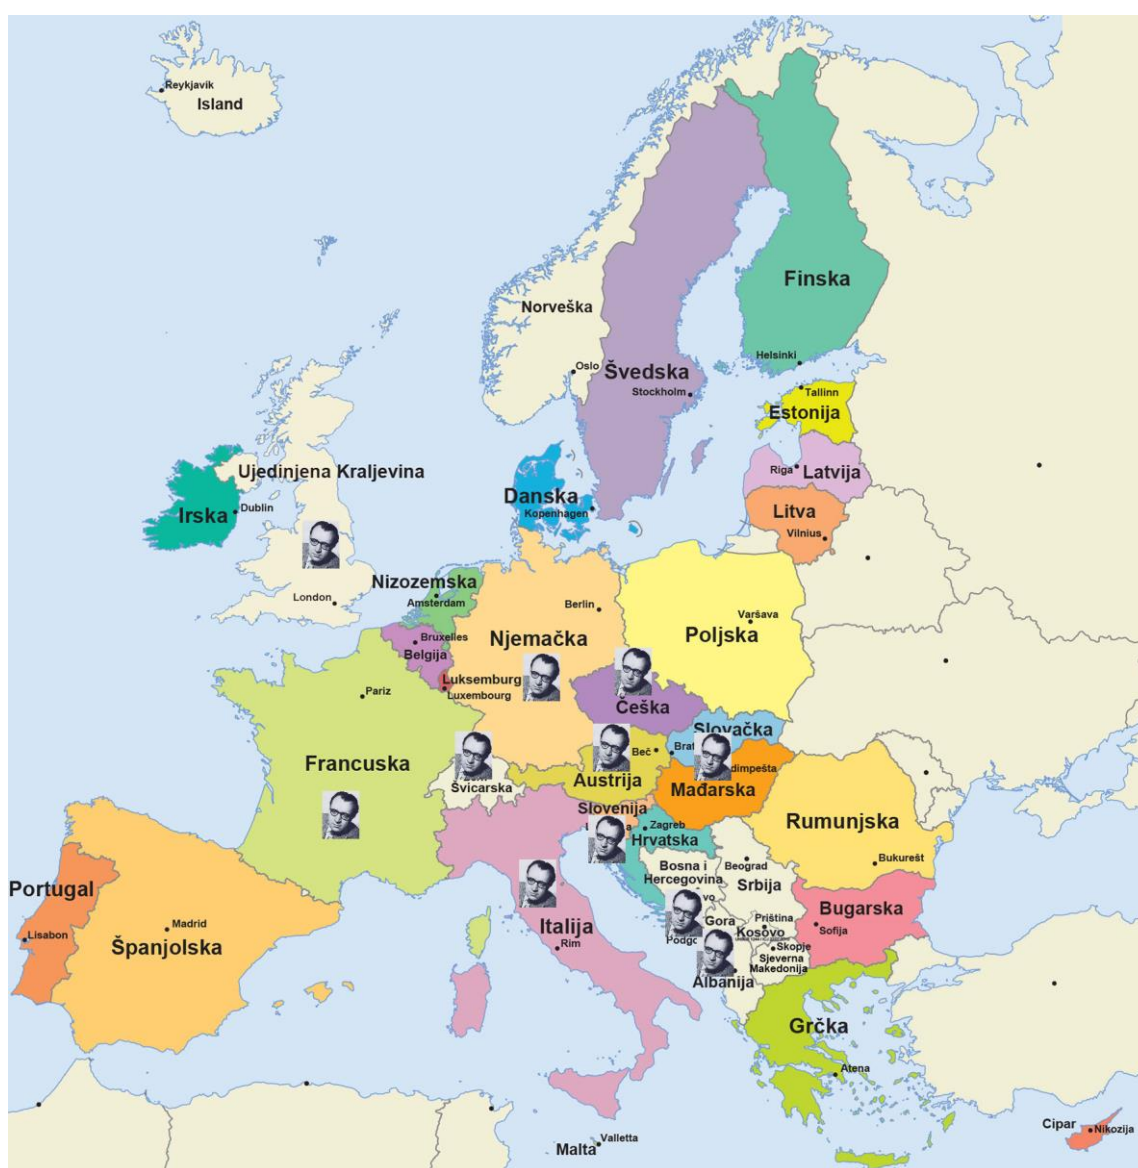 Reykjavik
Island
Finska
Norveška
Helsinki
Oslo
Švedska
Stockholm
Tallinn
Estonija
Ujedinjena Kraljevina
Riga
Latvija
Danska
Kopenhagen
Irska
Dublin
Litva
Vilnius
Nizozemska
Amsterdam
London
Berlin
Varšava
Poljska
Njemačka
Bruxelles
Belgija
Luksemburg
Luxembourg
Pariz
Češka
Slovačka
Beč
Francuska
Švicarska
Austrija
Mađarska
Slovenija
Zagreb
Hrvatska
Rumunjska
Bukurešt
Bosna i
Hercegovina
Beograd
Srbija
Portugal
Lisabon
Madrid
Španjolska
Italija
Rim
Gora
Priština
Kosovo
Bugarska
Sofija
Skopje
Sjeverna
Makedonija
Albanija
Grčka
Atena
Malta
Valletta
Cipar
Nikozija